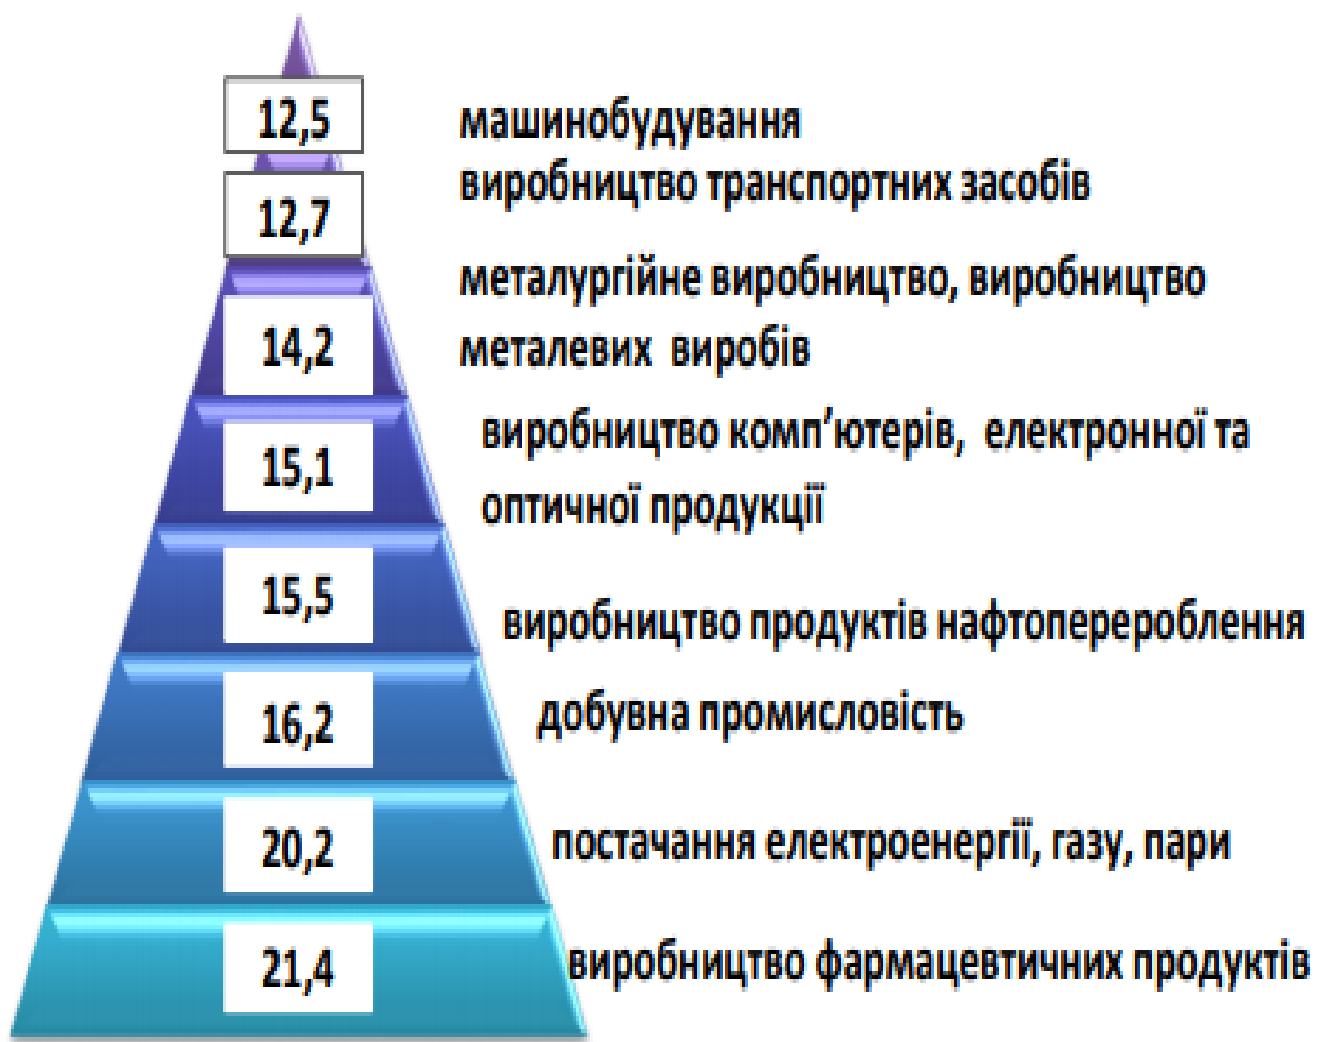 12,5 машинобудування
виробництво транспортних засобів
12,7
металургійне виробництво, виробництво
14,2 металевих виробів
виробництво комп’ютерів, електронної та
15,1
оптичної продукції
15,5
виробництво продуктів нафтоперероблення
16,2 добувна промисловість
20,2 постачання електроенергії, газу, пари
21,4 виробництво фармацевтичних продуктів